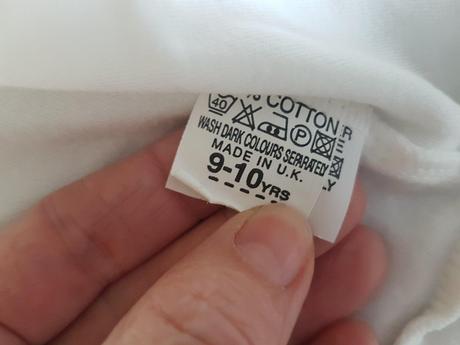 % COTTON
40 P
WASH DARK COLOURS SEPARATELY
MADE IN U.K.
9-10YRS
R
Y